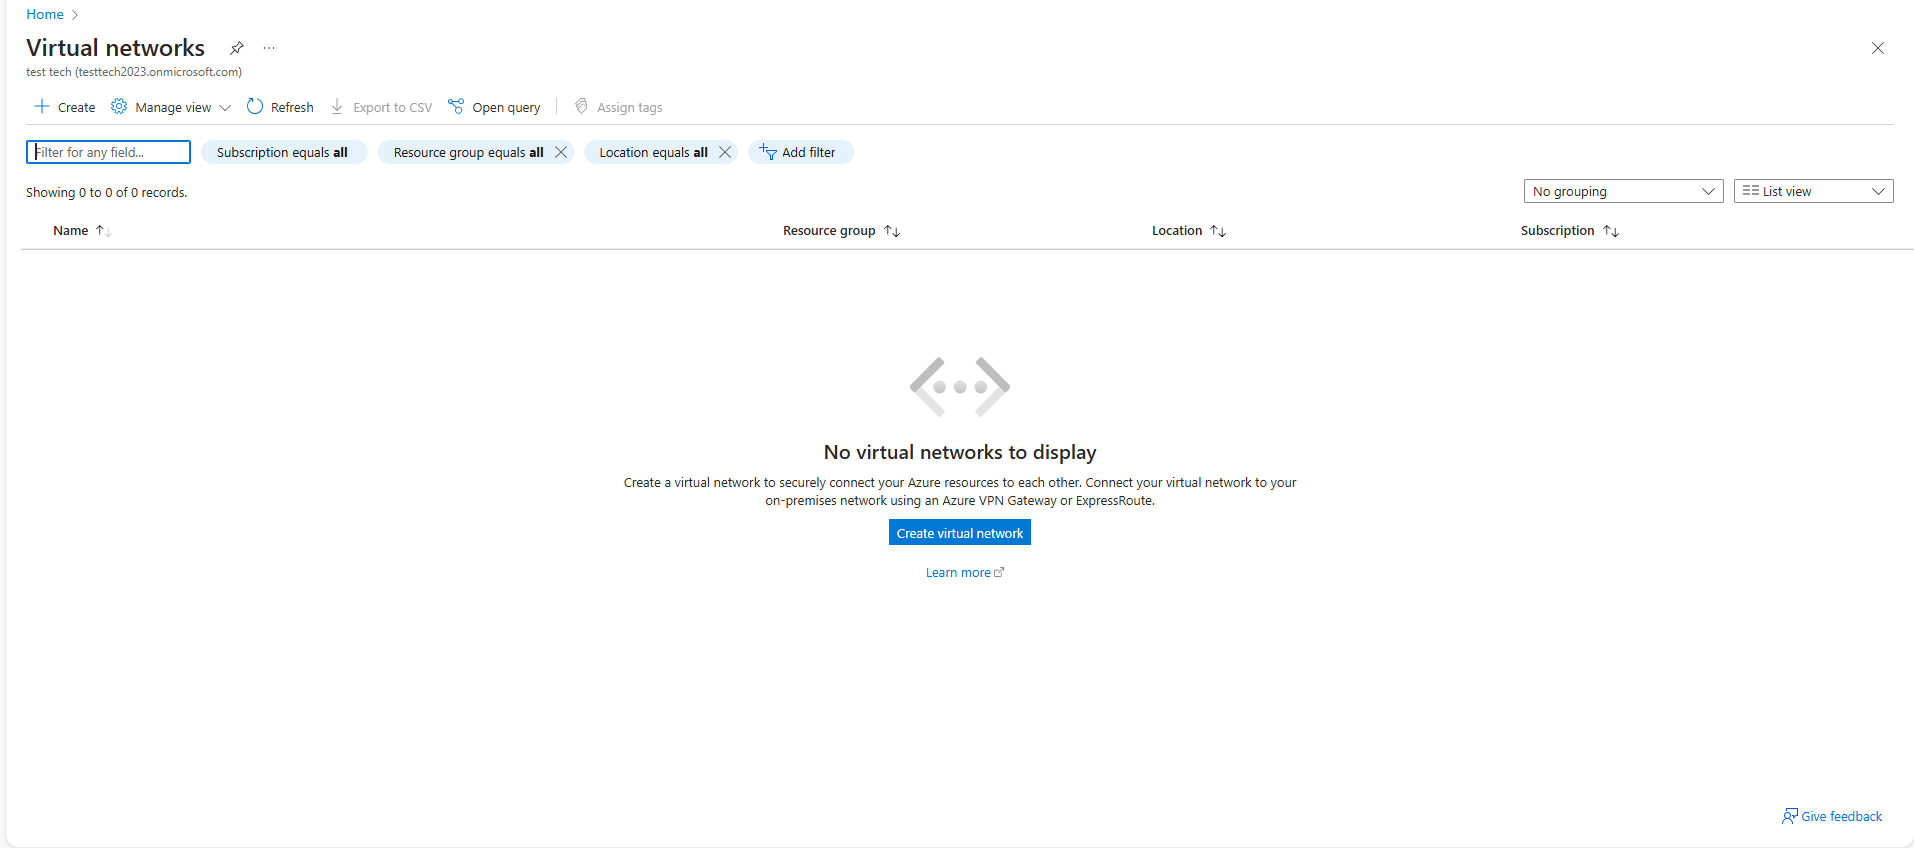 Home
Virtual networks
test tech (testtech2023.onmicrosoft.com)
Create Manage view Refresh Export to CSV Open query Assign tags
Filter for any field... Subscription equals all Resource group equals all Location equals all Add filter
Showing 0 to 0 of 0 records. No grouping List view
Name Resource group Location Subscription
No virtual networks to display
Create a virtual network to securely connect your Azure resources to each other. Connect your virtual network to your
on-premises network using an Azure VPN Gateway or ExpressRoute.
Create virtual network
Learn more
Give feedback